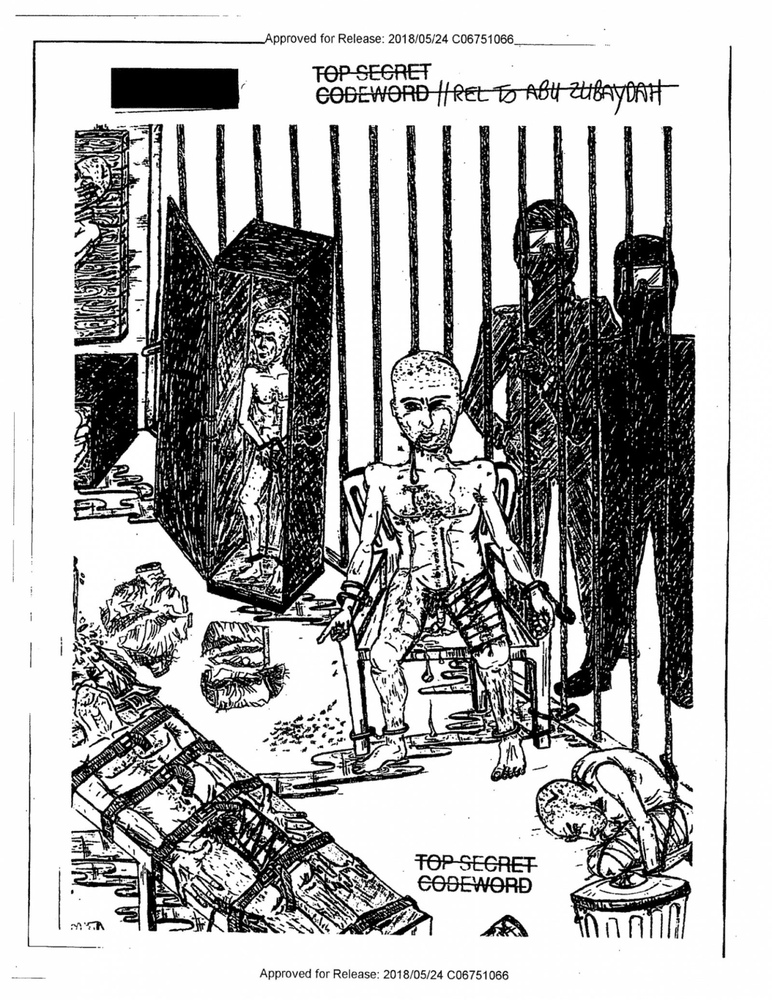 Approved for Release: 2018/05/24 C06751066
TOP SECRET
CODEWORD //REL TO ABU ZUBAYDAH
TOP SECRET
CODEWORD
Approved for Release: 2018/05/24 C06751066